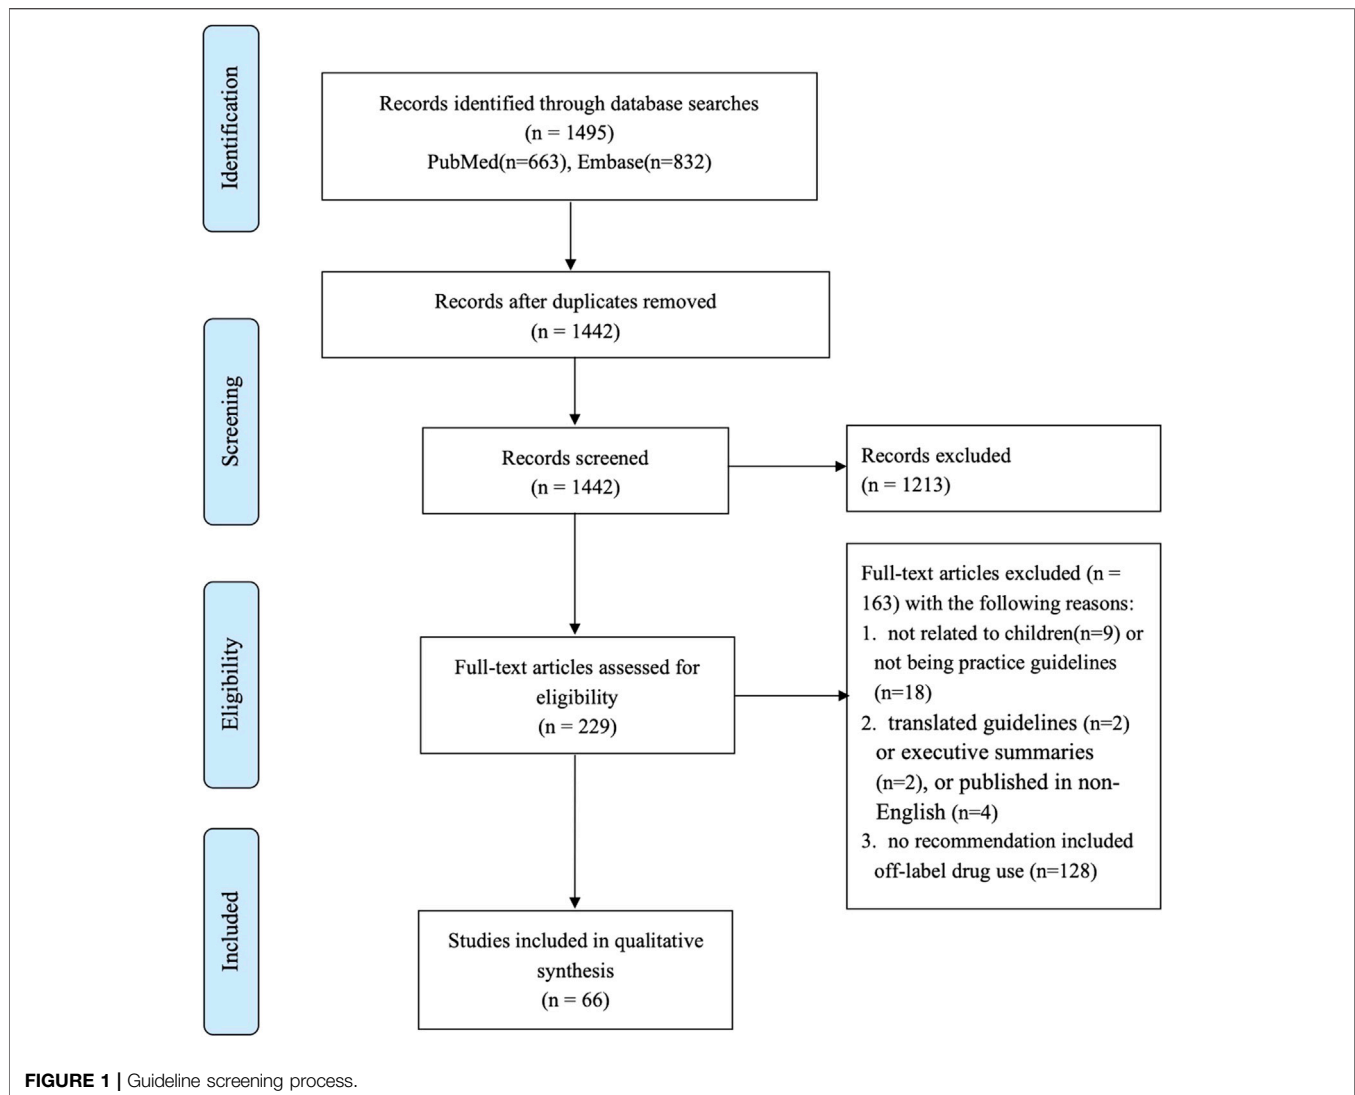 Identification
Records identified through database searches
(n = 1495)
PubMed(n=663), Embase(n=832)
Records after duplicates removed
(n = 1442)
Screening
Records screened
(n = 1442)
Records excluded
(n = 1213)
Eligibility
Full-text articles assessed for
eligibility
(n = 229)
Full-text articles excluded (n =
163) with the following reasons:
1. not related to children(n=9) or
not being practice guidelines
(n=18)
2. translated guidelines (n=2)
or executive summaries
(n=2), or published in non-
English (n=4)
3. no recommendation included
off-label drug use (n=128)
Included
Studies included in qualitative
synthesis
(n = 66)
FIGURE 1 | Guideline screening process.